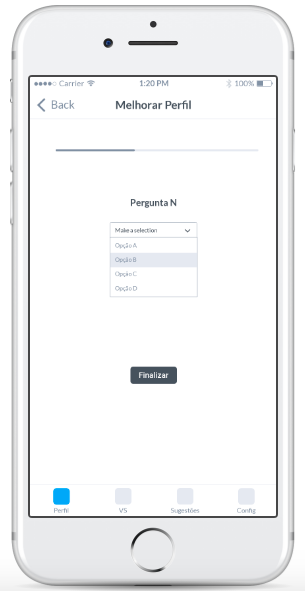 Carrier 1:20 PM 100%
Back Melhorar Perfil
Pergunta N
Make a selection
Opção A
Opção B
Opção C
Opção D
Finalizar
Perfil VS Sugestões Config